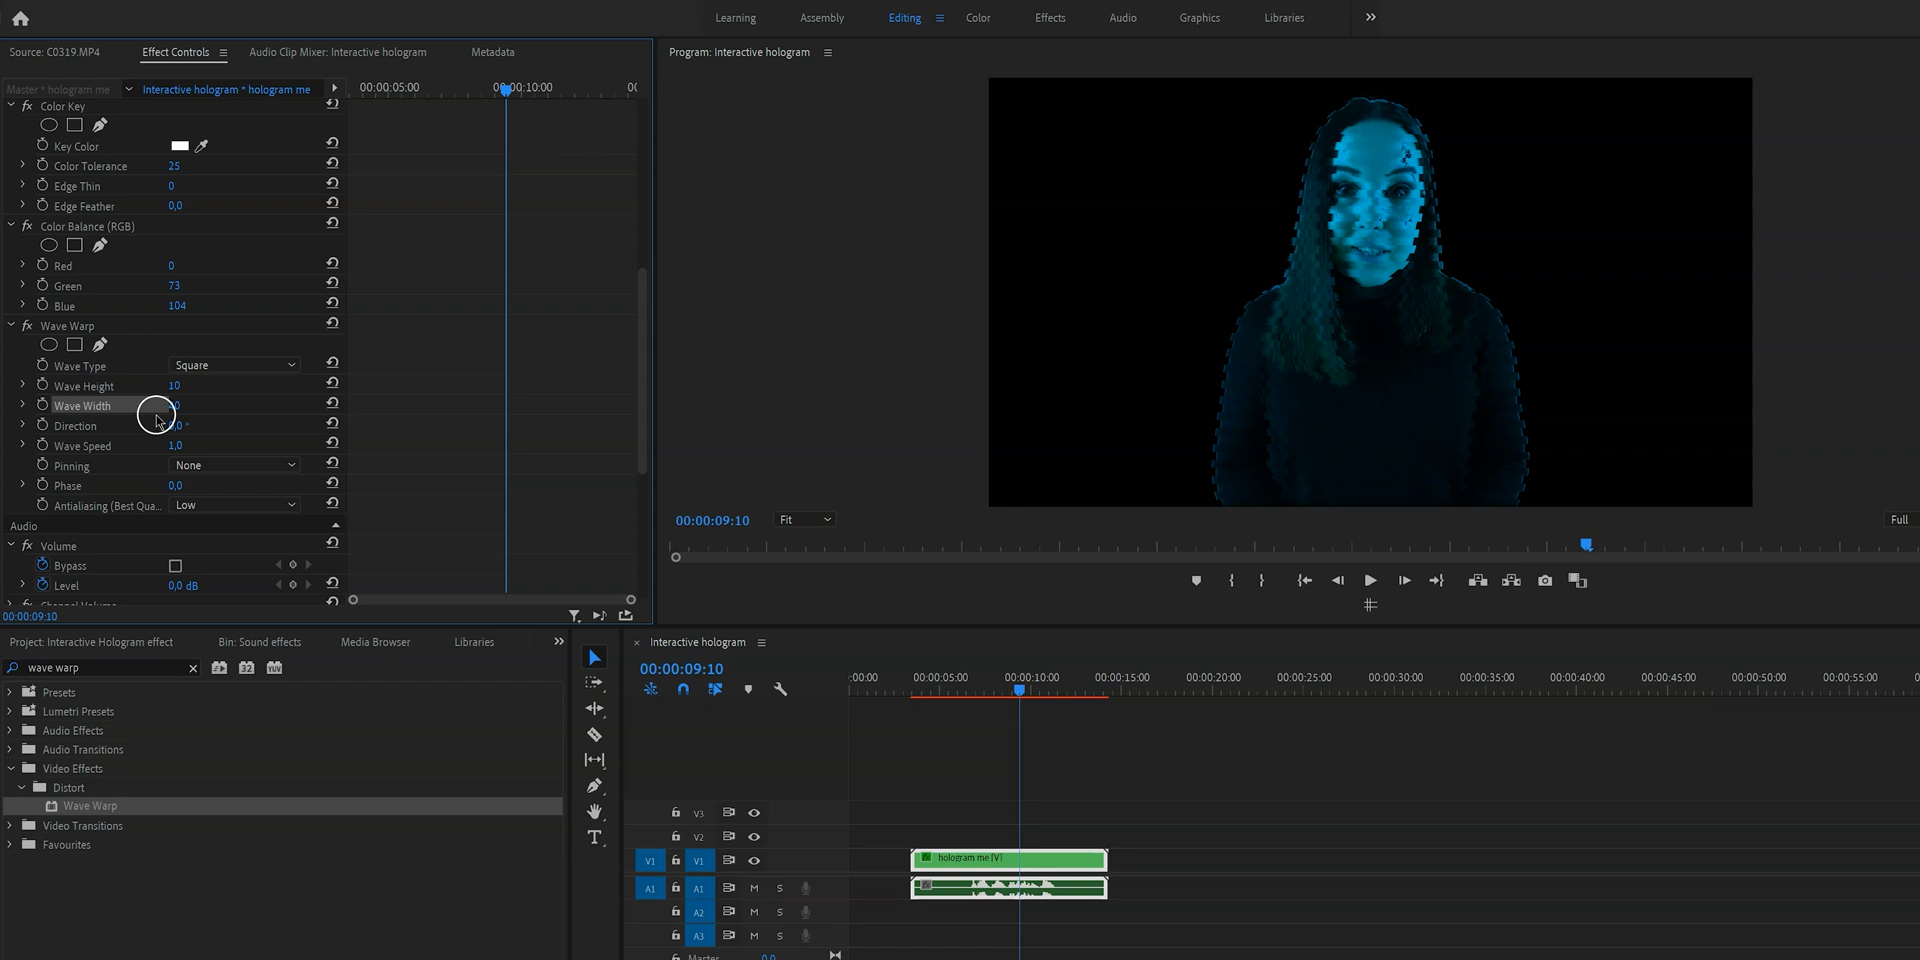 Learning Assembly Editing Color Effects Audio Graphics Libraries
Source: C0319.MP4 Effect Controls Audio Clip Mixer: Interactive hologram Metadata
Program: Interactive hologram
Master * hologram me Interactive hologram * hologram me 00:00:05:00 00:00:10:00 00
fx Color Key
Key Color
Color Tolerance 25
Edge Thin 0
Edge Feather 0,0
fx Color Balance (RGB)
Red 0
Green 73
Blue 104
fx Wave Warp
Wave Type Square
Wave Height 10
Wave Width
Direction
Wave Speed 1,0
Pinning None
Phase 0,0
Antialiasing (Best Qua... Low
Audio
fx Volume
Bypass
Level 0,0 dB
00:00:09:10
00:00:09:10 Fit Full
Project: Interactive Hologram effect Bin: Sound effects Media Browser Libraries
wave warp 32 YUV
Presets
Lumetri Presets
Audio Effects
Audio Transitions
Video Effects
Distort
Wave Warp
Video Transitions
Favourites
T
× Interactive hologram
00:00:09:10
:00:00 00:00:05:00 00:00:10:00 00:00:15:00 00:00:20:00 00:00:25:00 00:00:30:00 00:00:35:00 00:00:40:00 00:00:45:00 00:00:50:00 00:00:55:00
V3
V2
V1 V1 fx hologram me [V]
A1 A1 M S
A2 M S
A3 M S
Master 0,0